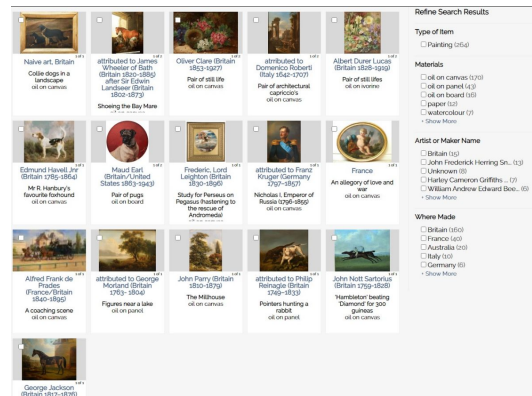 Naive art, Britain
Collie dogs in a
landscape
oil on canvas
attributed to James
Wheeler of Bath
(Britain 1820-1885)
after Sir Edwin
Landseer (Britain
1802-1873)
Shoeing the Bay Mare
oil on canvas
Oliver Clare (Britain
1853-1927)
Pair of still life
oil on canvas
atrributed to
Domenico Roberti
(Italy 1642-1707)
Pair of architectural
capriccio's
oil on canvas
Albert Durer Lucas
(Britain 1828-1919)
Pair of still lifes
oil on ivorine
Edmund Havell Jnr
(Britain 1785-1864)
Mr R. Hanbury's
favourite foxhound
oil on canvas
Maud Earl
(Britain/United
States 1863-1943)
Pair of pugs
oil on board
Frederic, Lord
Leighton (Britain
1830-1896)
Study for Perseus on
Pegasus (hastening to
the rescue of
Andromeda)
attributed to Franz
Kruger (Germany
1797-1857)
Nicholas I, Emperor of
Russia (1796-1855)
oil on canvas
France
An allegory of love and
war
oil on canvas
Alfred Frank de
Prades
(France/Britain
1840-1895)
A coaching scene
oil on canvas
attributed to George
Morland (Britain
1763- 1804)
Figures near a lake
oil on panel
John Parry (Britain
1810-1879)
The Millhouse
oil on canvas
attributed to Philip
Reinagle (Britain
1749-1833)
Pointers hunting a
rabbit
oil on panel
John Nott Sartorius
(Britain 1759-1828)
'Hambleton' beating
'Diamond' for 300
guineas
oil on canvas
George Jackson
(Britain 1817-1876)
Refine Search Results
Type of Item
Painting (264)
Materials
oil on canvas (170)
oil on panel (43)
oil on board (16)
paper (12)
watercolour (7)
+ Show More
Artist or Maker Name
Britain (15)
John Frederick Herring Sn... (13)
Unknown (8)
Harley Cameron Griffiths ... (7)
William Andrew Edward Bee... (6)
+ Show More
Where Made
Britain (160)
France (40)
Australia (20)
Italy (10)
Germany (6)
+ Show More